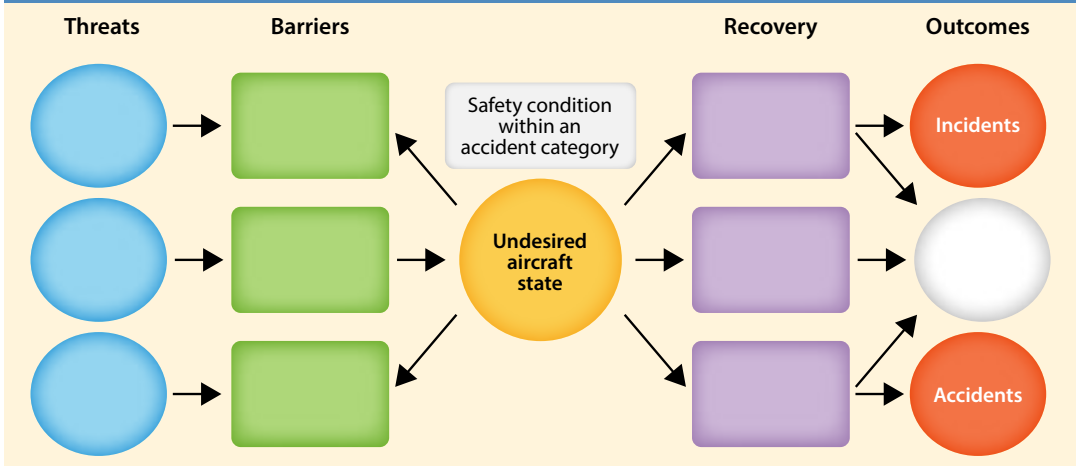 Threats
Barriers
Recovery
Outcomes
Safety condition
within an
accident category
Incidents
Undesired
aircraft
state
Accidents